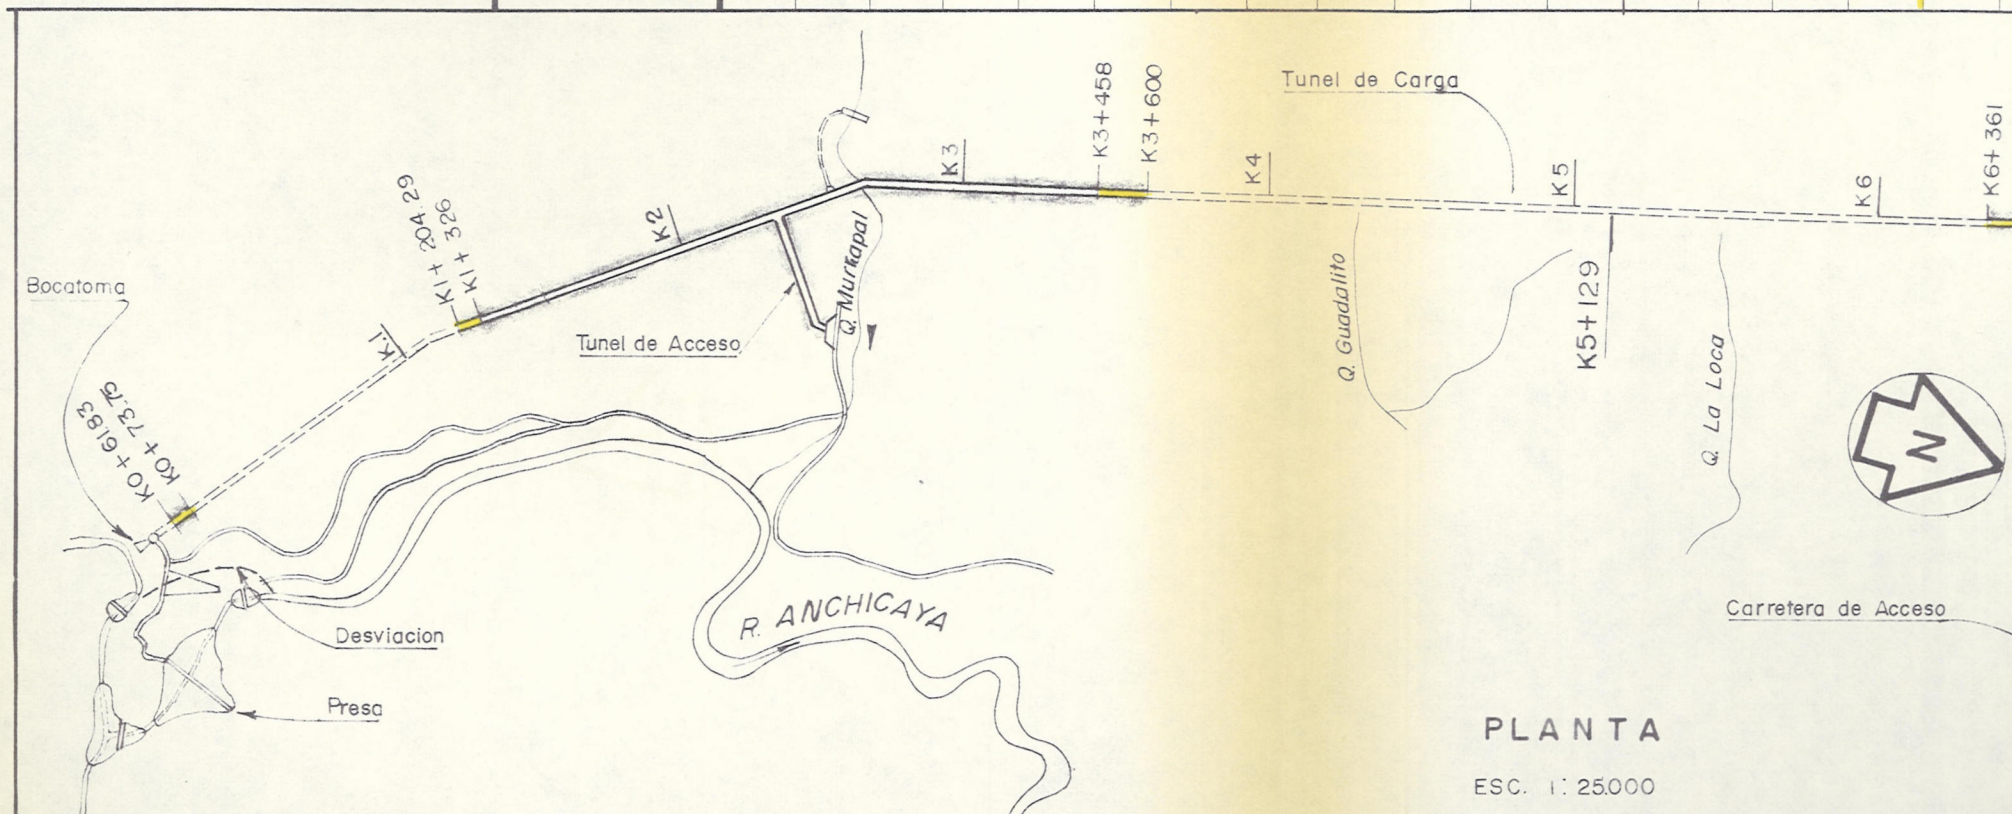 Tunel de Carga
K3+458
K3+600
K3
K4
K5
K6
K6+361
K1+204.29
K1+326
K2
Bocatoma
K.1
Tunel de Acceso
Q. Murrapal
Q. Guadalito
K5+129
Q. La Loca
N
K0+61.83
K0+73.75
R. ANCHICAYA
Desviacion
Presa
Carretera de Acceso
PLANTA
ESC. 1:25.000